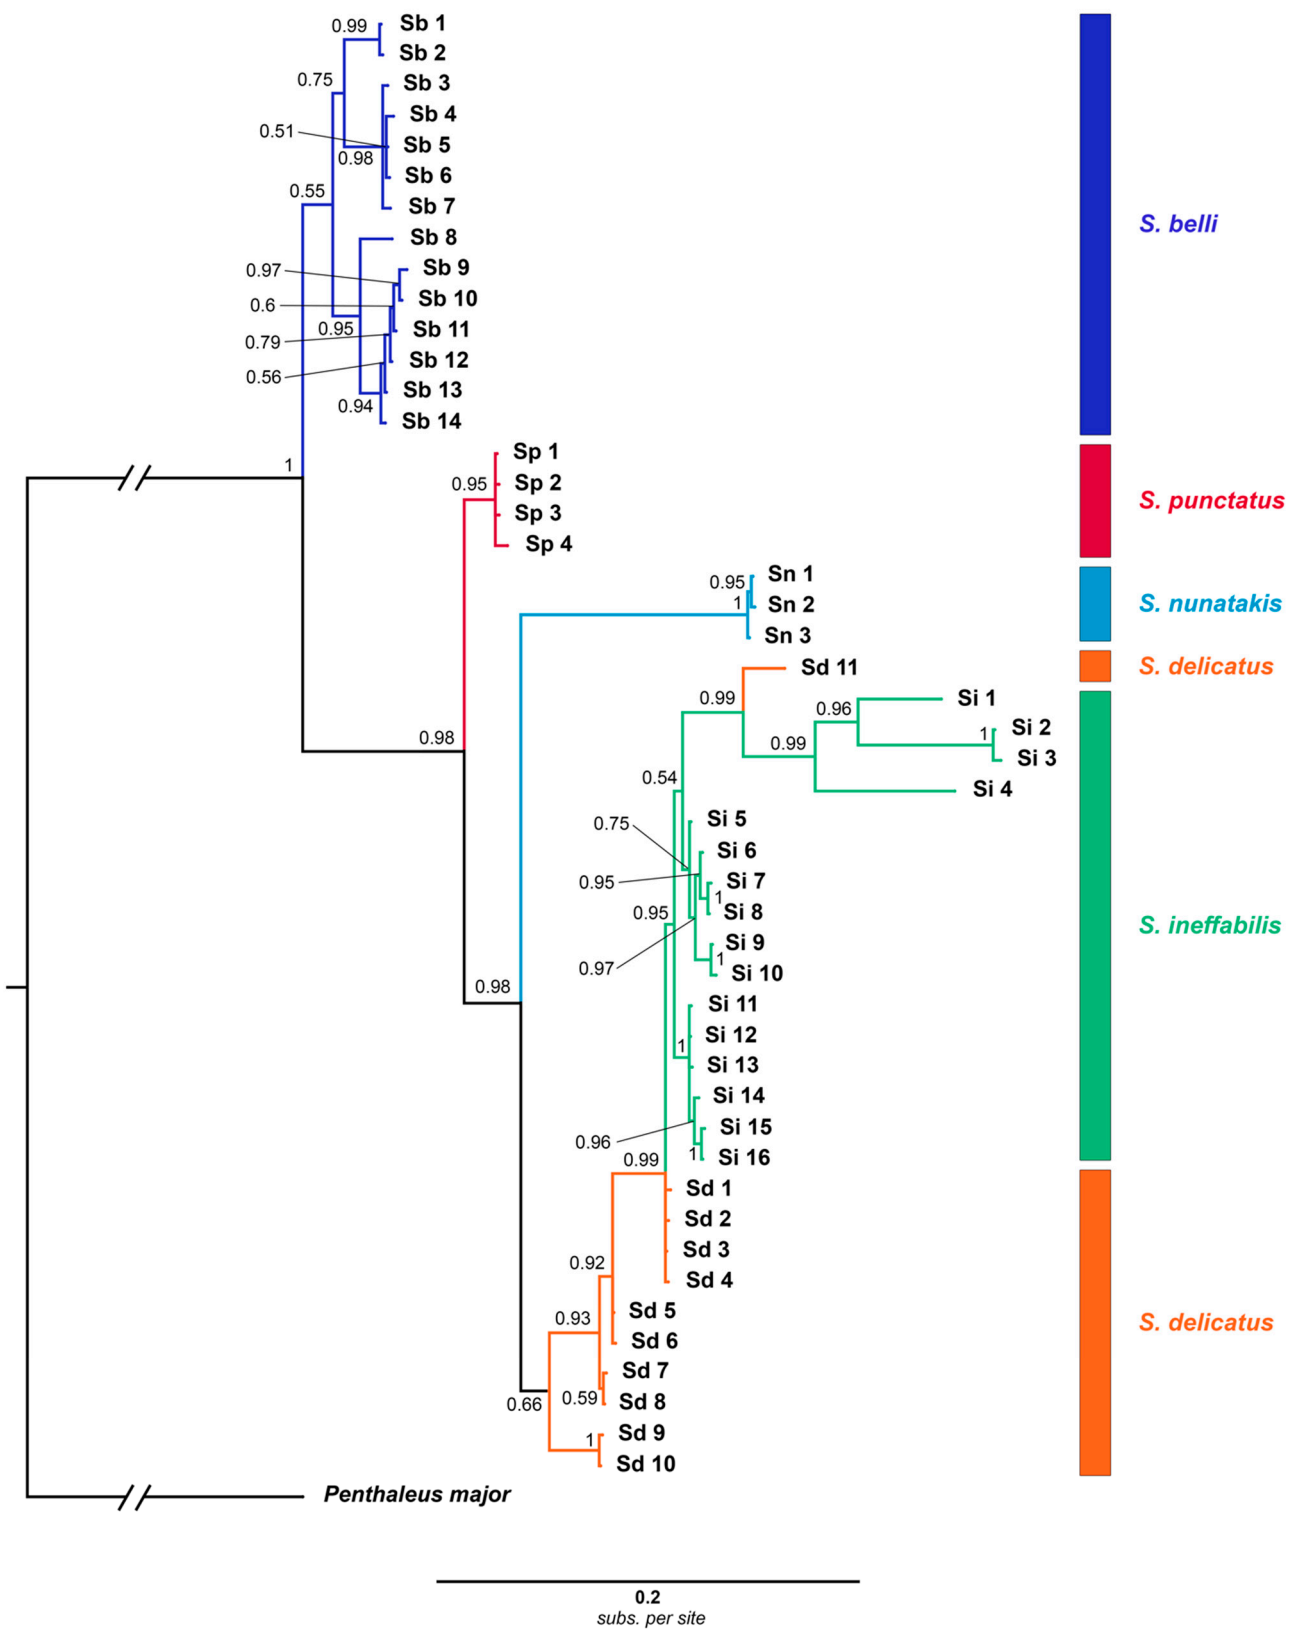 0.99
Sb 1
Sb 2
0.75
Sb 3
Sb 4
0.51
Sb 5
0.98
Sb 6
0.55
Sb 7
S. belli
Sb 8
0.97
Sb 9
Sb 10
0.6
0.95
Sb 11
0.79
Sb 12
0.56
Sb 13
0.94
Sb 14
Sp 1
1
0.95
Sp 2
S. punctatus
Sp 3
Sp 4
Sn 1
0.95
1
Sn 2
S. nunatakis
Sn 3
Sd 11
S. delicatus
0.99
Si 1
0.96
Si 2
1
0.98
0.99
Si 3
0.54
Si 4
0.75
Si 5
Si 6
0.95
Si 7
1
Si 8
0.95
S. ineffabilis
Si 9
1
0.97
Si 10
0.98
Si 11
Si 12
1
Si 13
Si 14
Si 15
0.96
1
Si 16
0.99
Sd 1
Sd 2
Sd 3
0.92
Sd 4
Sd 5
0.93
S. delicatus
Sd 6
Sd 7
0.59
Sd 8
0.66
Sd 9
1
Sd 10
Penthaleus major
0.2
subs. per site